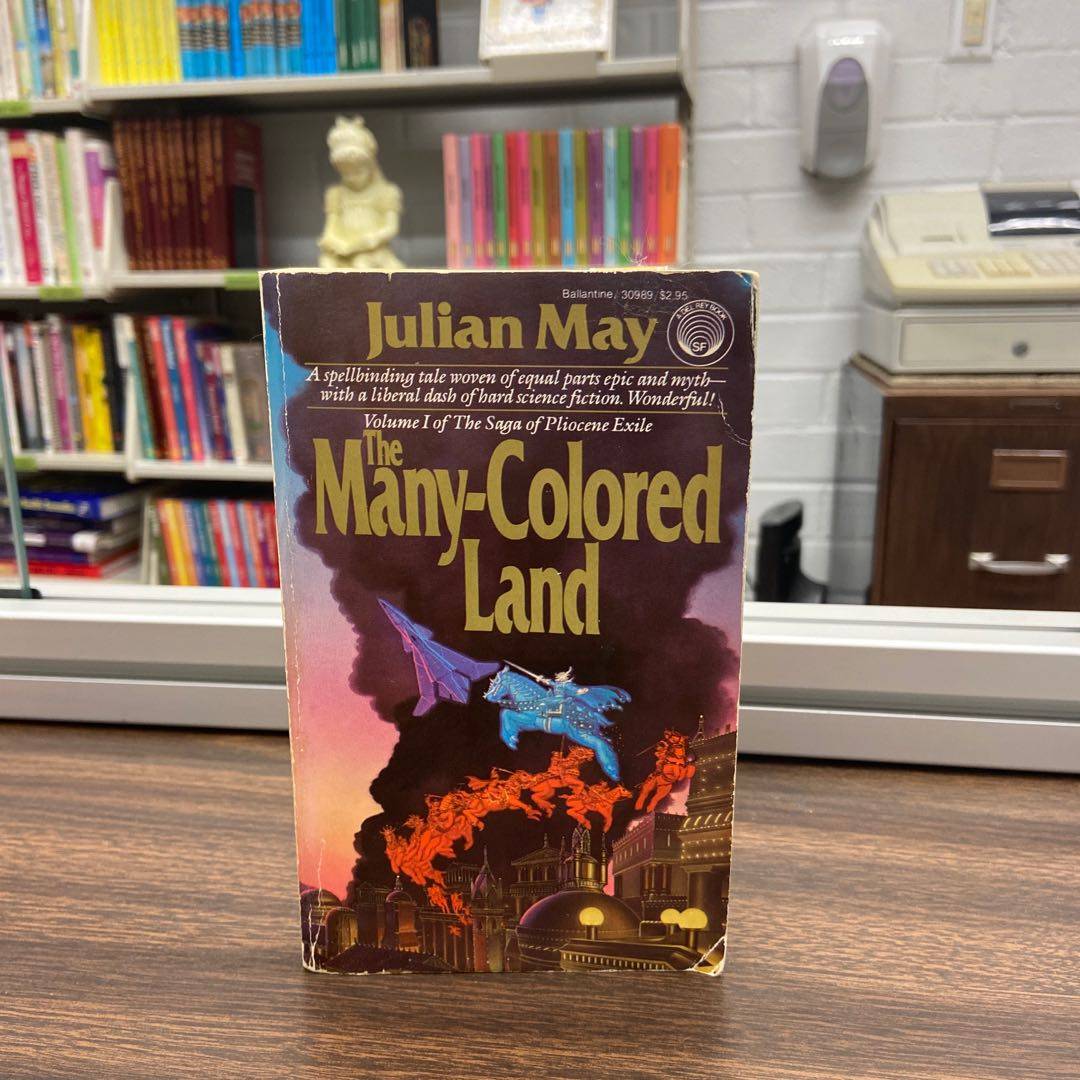 Ballantine/30989/$2.95
Julian May
A DEL REY BOOK
SF
A spellbinding tale woven of equal parts epic and myth—
with a liberal dash of hard science fiction. Wonderful!
Volume I of The Saga of Pliocene Exile
The
Many-Colored
Land